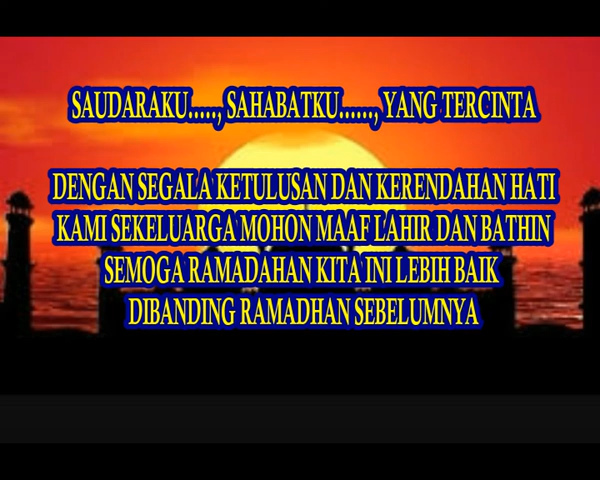 SAUDARAKU....., SAHABATKU......, YANG TERCINTA
DENGAN SEGALA KETULUSAN DAN KERENDAHAN HATI
KAMI SEKELUARGA MOHON MAAF LAHIR DAN BATHIN
SEMOGA RAMADAHAN KITA INI LEBIH BAIK
DIBANDING RAMADHAN SEBELUMNYA